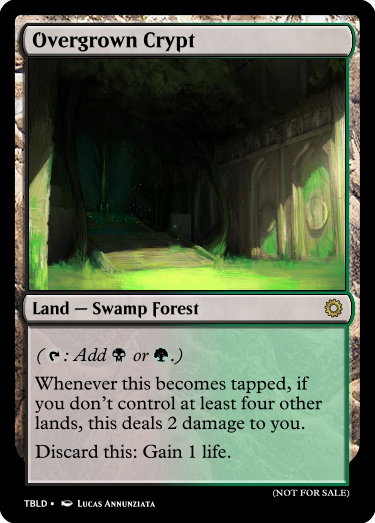 Overgrown Crypt
Land — Swamp Forest
( : Add or .)
Whenever this becomes tapped, if
you don't control at least four other
lands, this deals 2 damage to you.
Discard this: Gain 1 life.
(NOT FOR SALE)
TBLD • Lucas Annunziata